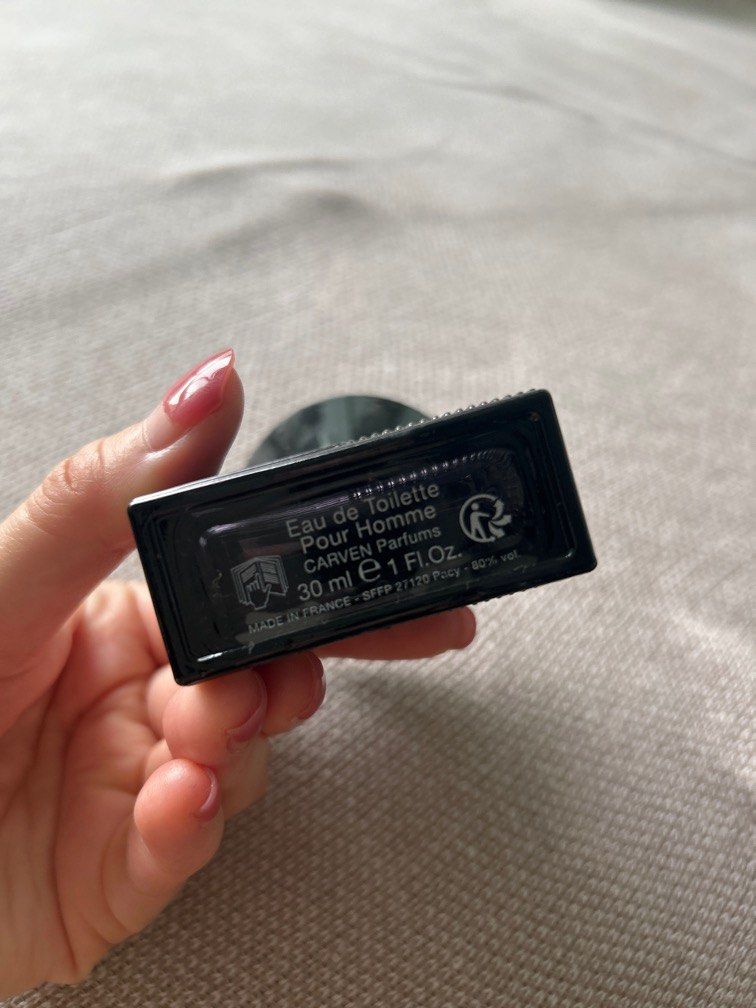 Eau de Toilette
Pour Homme
CARVEN Parfums
30 ml e 1 Fl.Oz.
MADE IN FRANCE - SFFP 27120 Pacy - 80% vol.